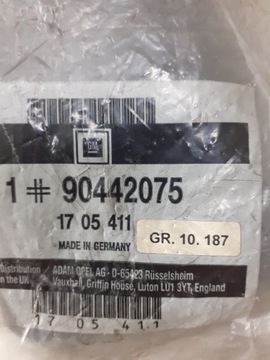 GM
1 # 90442075
17 05 411
MADE IN GERMANY
GR. 10. 187
Distribution / ADAM OPEL AG - D-65423 Rüsselsheim
in the UK Vauxhall, Griffin House, Luton LU1 3YT, England
17 05 411